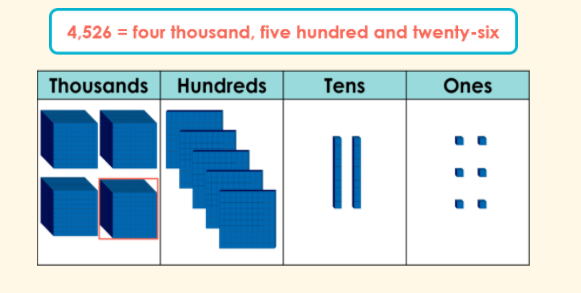 4,526 = four thousand, five hundred and twenty-six
Thousands Hundreds Tens Ones